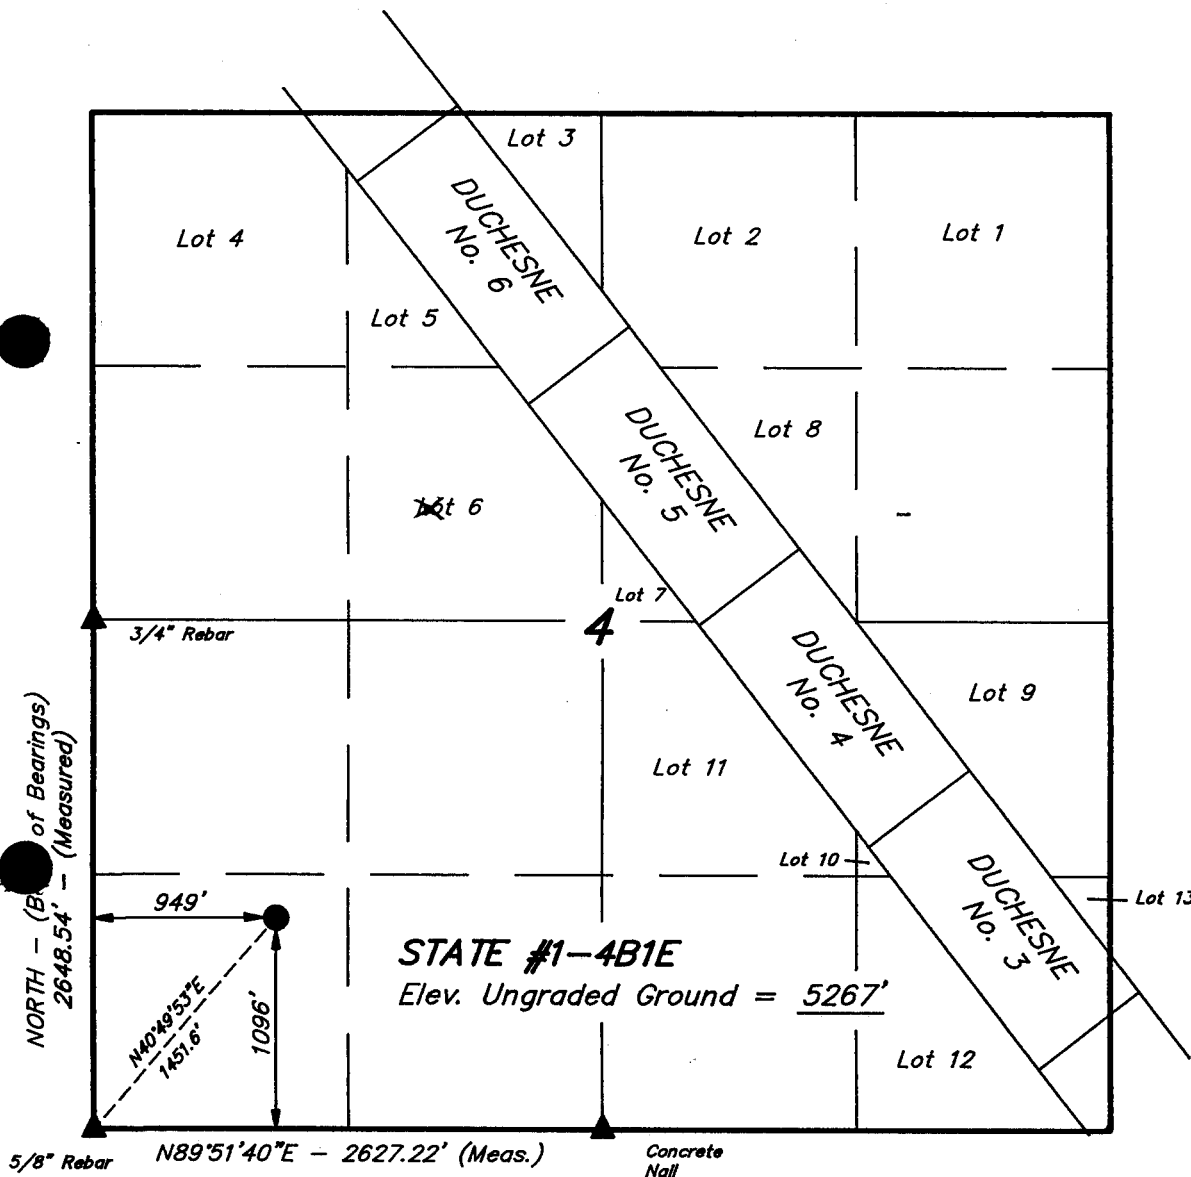 Lot 3
Lot 4
Lot 2
Lot 1
DUCHESNE
No. 6
Lot 5
Lot 8
DUCHESNE
No. 5
Lot 6
Lot 7
4
3/4" Rebar
DUCHESNE
No. 4
Lot 9
Lot 11
NORTH - (B of Bearings)
2648.54' - (Measured)
Lot 10
DUCHESNE
No. 3
Lot 13
949'
STATE #1-4B1E
Elev. Ungraded Ground = 5267'
N40°49'53"E
1451.6'
1096'
Lot 12
5/8" Rebar
N89°51'40"E - 2627.22' (Meas.)
Concrete
Nail